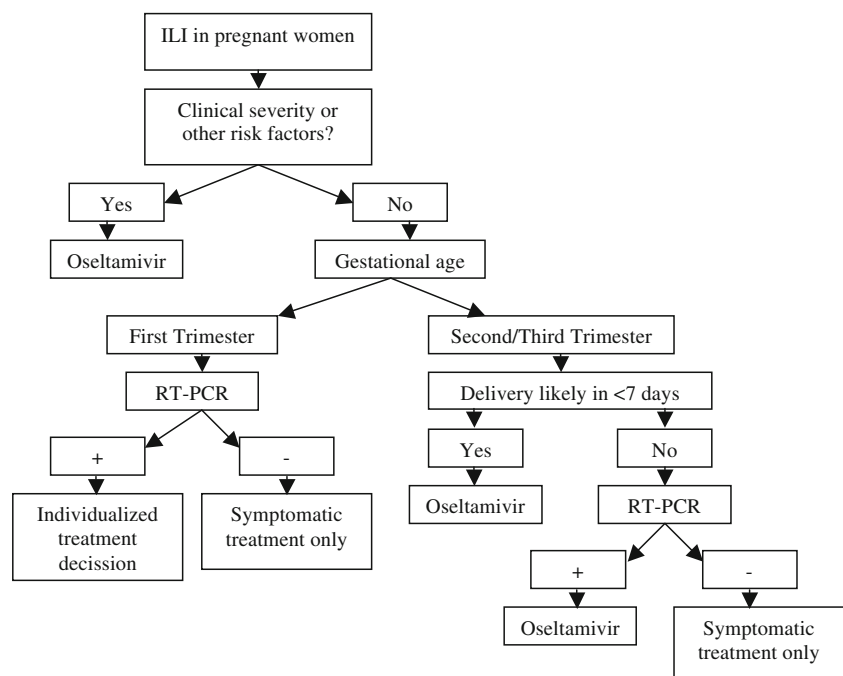 ILI in pregnant women
Clinical severity or
other risk factors?
Yes
No
Oseltamivir
Gestational age
First Trimester
Second/Third Trimester
RT-PCR
Delivery likely in <7 days
+
-
Yes
No
Individualized
treatment
decission
Symptomatic
treatment only
Oseltamivir
RT-PCR
+
-
Oseltamivir
Symptomatic
treatment only